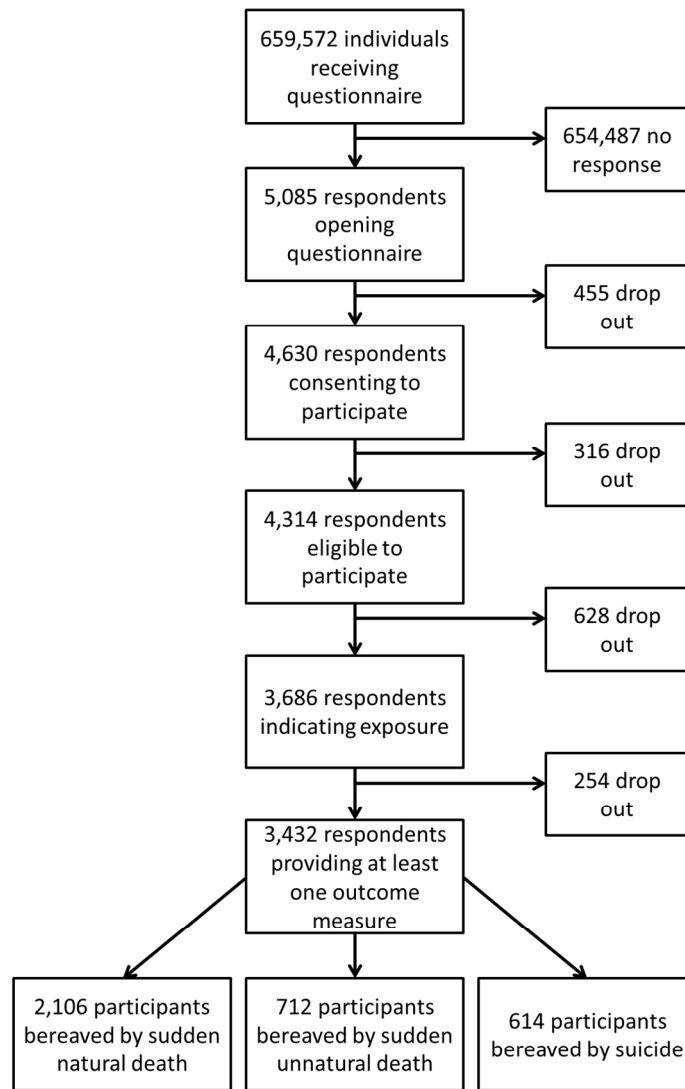 659,572 individuals
receiving
questionnaire
654,487 no
response
5,085 respondents
opening
questionnaire
455 drop
out
4,630 respondents
consenting to
participate
316 drop
out
4,314 respondents
eligible to
participate
628 drop
out
3,686 respondents
indicating exposure
254 drop
out
3,432 respondents
providing at least
one outcome
measure
2,106 participants
bereaved by sudden
natural death
712 participants
bereaved by sudden
unnatural death
614 participants
bereaved by suicide